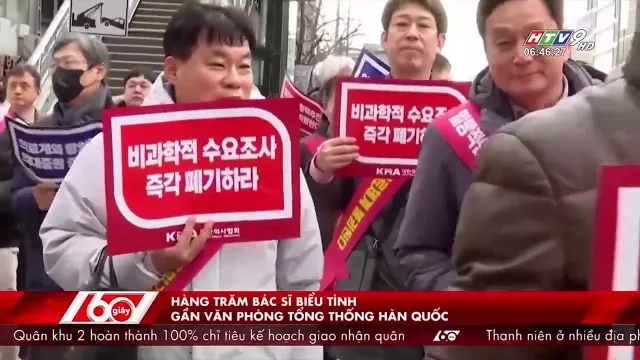 HTV9 HD
06:46:27
비과학적 수요조사
즉각 폐기하라
KMA
비과학적 수요조사
즉각 폐기하라
KMA
60 giây
HÀNG TRĂM BÁC SĨ BIỂU TÌNH
GẦN VĂN PHÒNG TỔNG THỐNG HÀN QUỐC
Quân khu 2 hoàn thành 100% chỉ tiêu kế hoạch giao nhận quân
60
Thanh niên ở nhiều địa ph